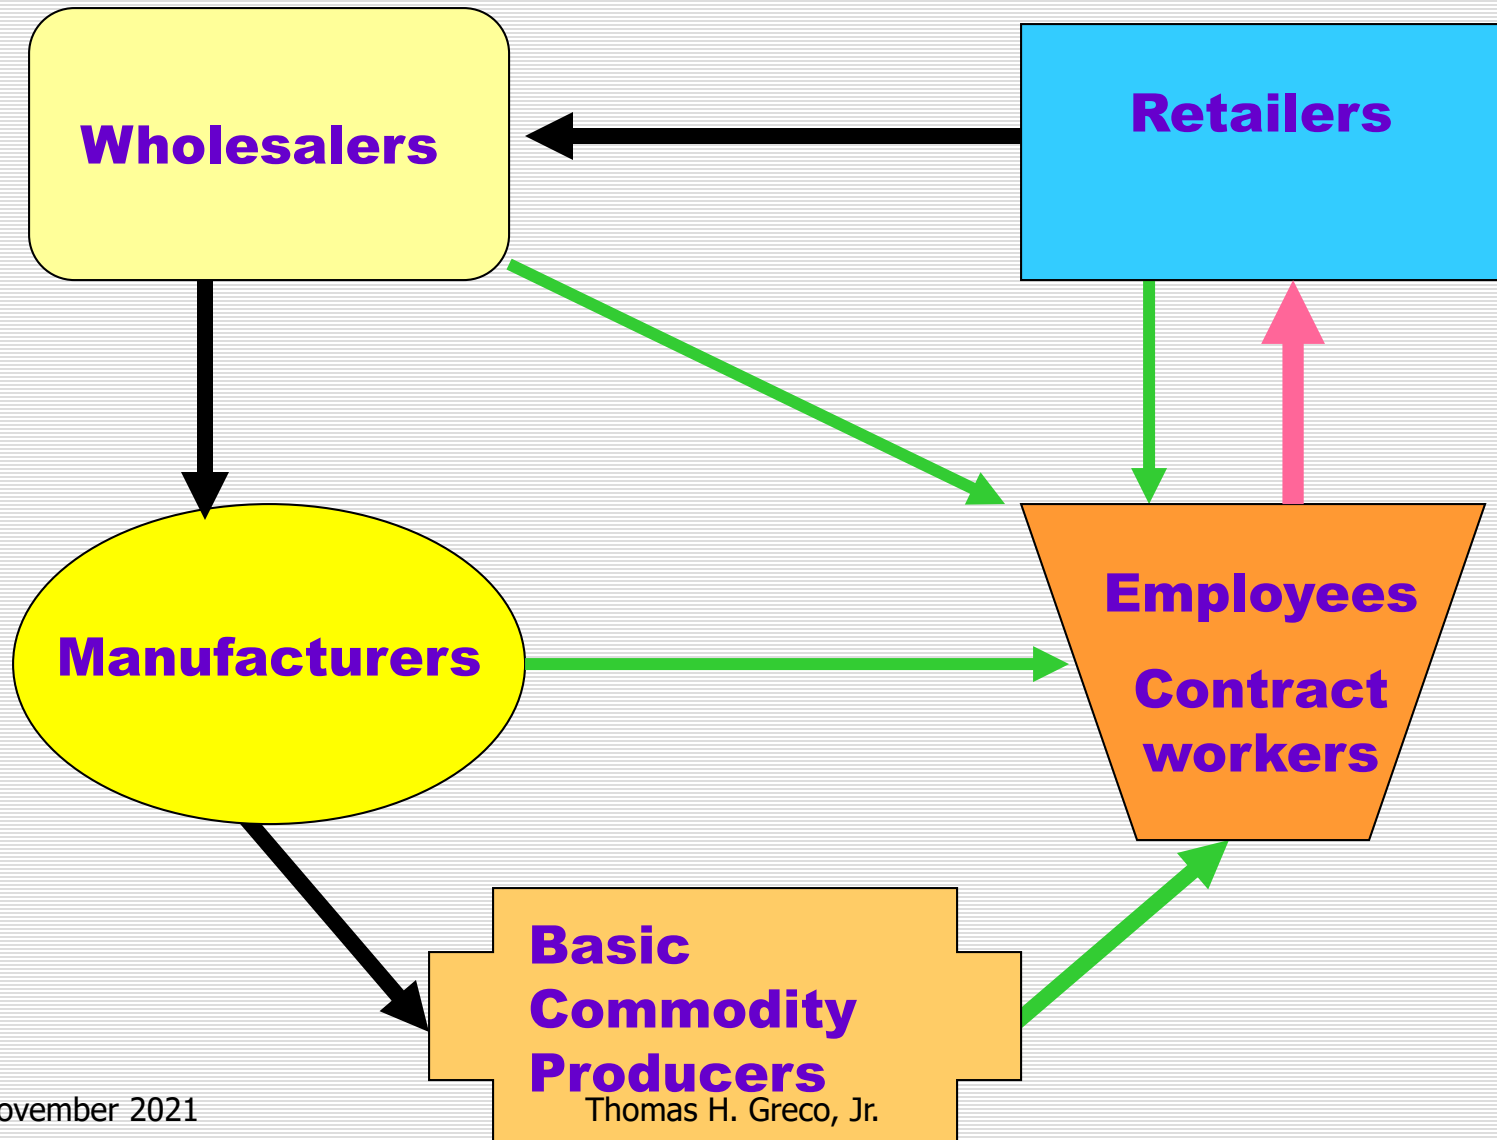 Wholesalers
Retailers
Manufacturers
Employees
Contract
workers
Basic
Commodity
Producers
ovember 2021
Thomas H. Greco, Jr.